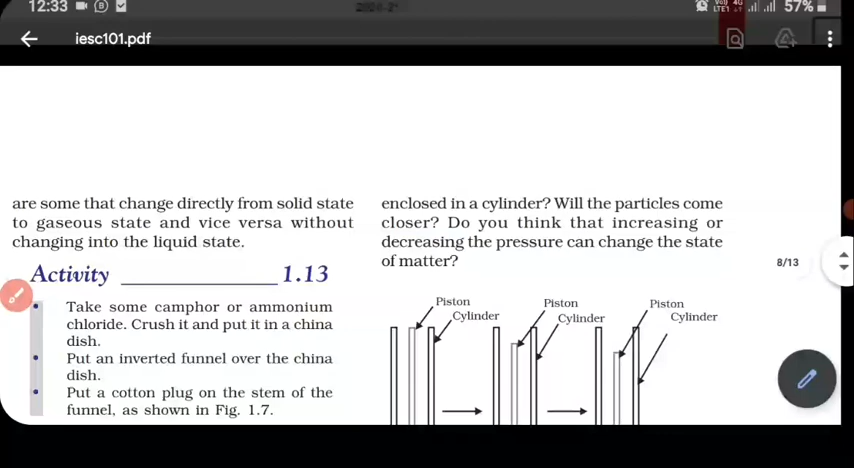 12:33
VoD 4G
LTE1
57%
iesc101.pdf
are some that change directly from solid state
to gaseous state and vice versa without
changing into the liquid state.
Activity ____________ 1.13
• Take some camphor or ammonium
chloride. Crush it and put it in a china
dish.
• Put an inverted funnel over the china
dish.
• Put a cotton plug on the stem of the
funnel, as shown in Fig. 1.7.
enclosed in a cylinder? Will the particles come
closer? Do you think that increasing or
decreasing the pressure can change the state
of matter?
8/13
Piston
Cylinder
Piston
Cylinder
Piston
Cylinder